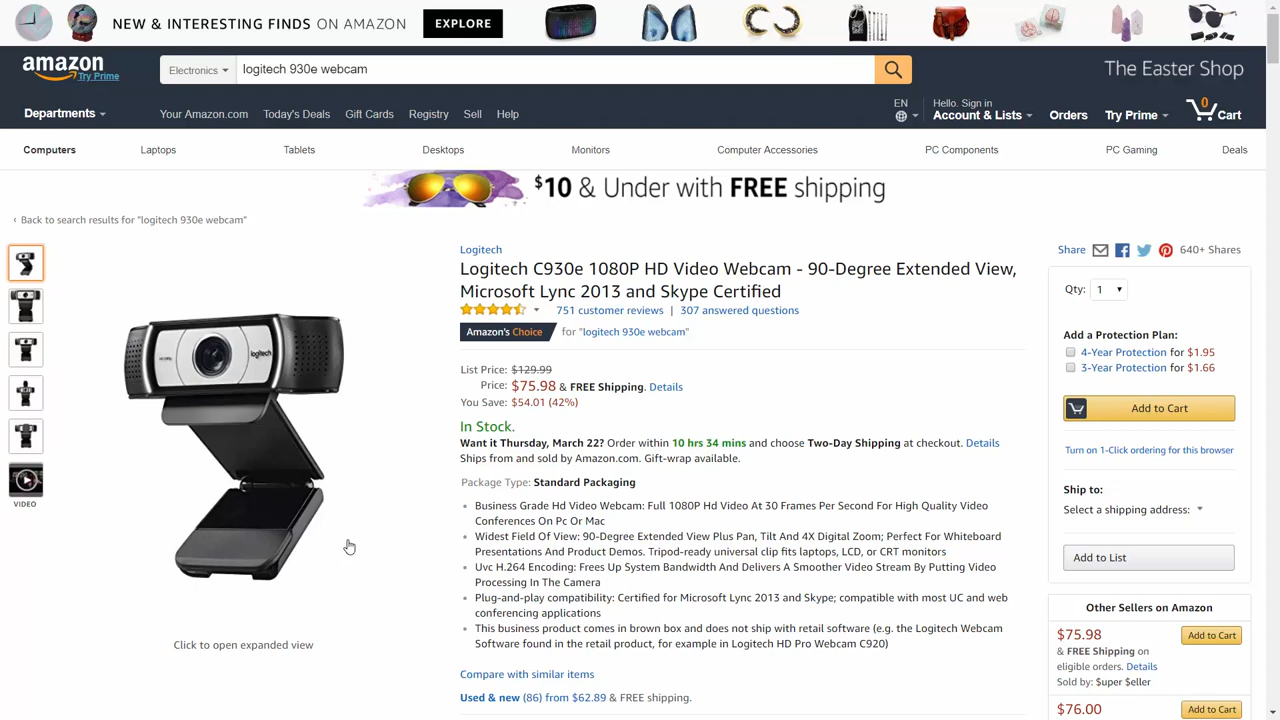 NEW & INTERESTING FINDS ON AMAZON EXPLORE
amazon
Try Prime
Electronics
logitech 930e webcam
The Easter Shop
Departments
Your Amazon.com Today's Deals Gift Cards Registry Sell Help
EN
Hello. Sign in
Account & Lists
Orders
Try Prime
0
Cart
Computers Laptops Tablets Desktops Monitors Computer Accessories PC Components PC Gaming Deals
$10 & Under with FREE shipping
‹ Back to search results for "logitech 930e webcam"
VIDEO
logitech
Click to open expanded view
Logitech
Logitech C930e 1080P HD Video Webcam - 90-Degree Extended View,
Microsoft Lync 2013 and Skype Certified
751 customer reviews | 307 answered questions
Amazon's Choice for "logitech 930e webcam"
List Price: $129.99
Price: $75.98 & FREE Shipping. Details
You Save: $54.01 (42%)
In Stock.
Want it Thursday, March 22? Order within 10 hrs 34 mins and choose Two-Day Shipping at checkout. Details
Ships from and sold by Amazon.com. Gift-wrap available.
Package Type: Standard Packaging
• Business Grade Hd Video Webcam: Full 1080P Hd Video At 30 Frames Per Second For High Quality Video
Conferences On Pc Or Mac
• Widest Field Of View: 90-Degree Extended View Plus Pan, Tilt And 4X Digital Zoom; Perfect For Whiteboard
Presentations And Product Demos. Tripod-ready universal clip fits laptops, LCD, or CRT monitors
• Uvc H.264 Encoding: Frees Up System Bandwidth And Delivers A Smoother Video Stream By Putting Video
Processing In The Camera
• Plug-and-play compatibility: Certified for Microsoft Lync 2013 and Skype; compatible with most UC and web
conferencing applications
• This business product comes in brown box and does not ship with retail software (e.g. the Logitech Webcam
Software found in the retail product, for example in Logitech HD Pro Webcam C920)
Compare with similar items
Used & new (86) from $62.89 & FREE shipping.
Share 640+ Shares
Qty: 1
Add a Protection Plan:
4-Year Protection for $1.95
3-Year Protection for $1.66
Add to Cart
Turn on 1-Click ordering for this browser
Ship to:
Select a shipping address:
Add to List
Other Sellers on Amazon
$75.98 Add to Cart
& FREE Shipping on
eligible orders. Details
Sold by: $uper $eller
$76.00 Add to Cart